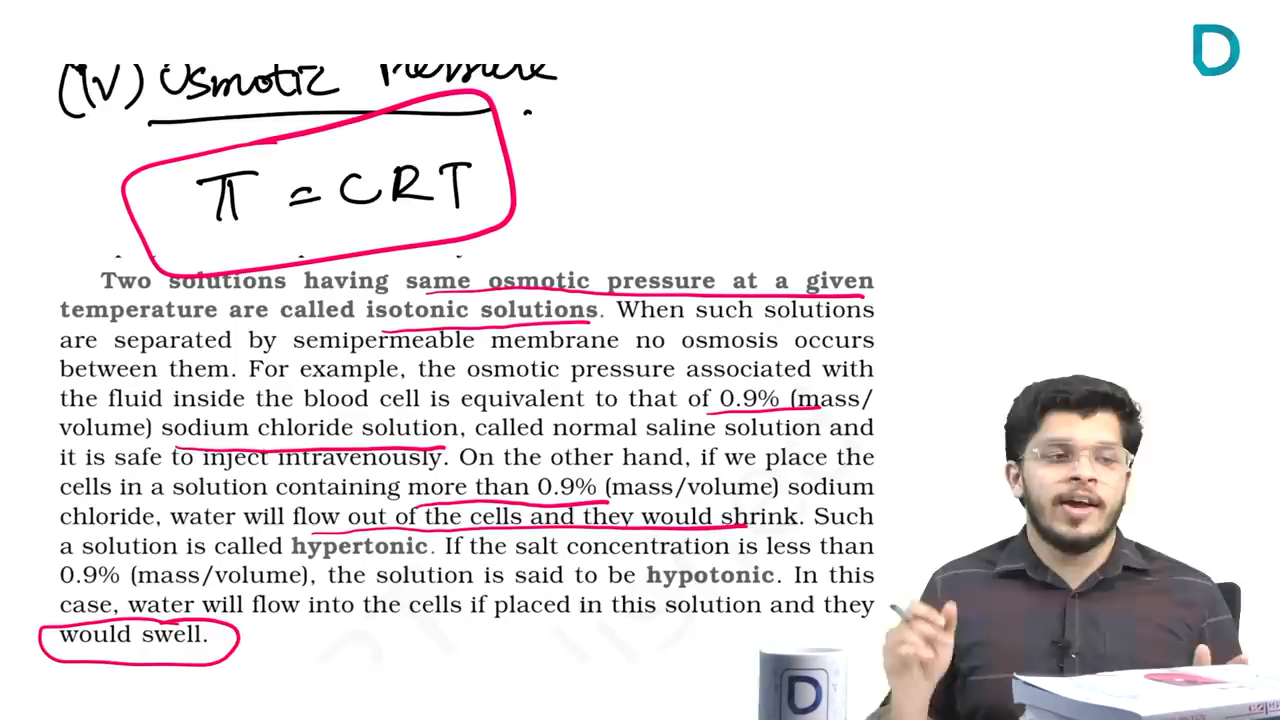 D
(iv) Osmotic Pressure
π = CRT
Two solutions having same osmotic pressure at a given
temperature are called isotonic solutions. When such solutions
are separated by semipermeable membrane no osmosis occurs
between them. For example, the osmotic pressure associated with
the fluid inside the blood cell is equivalent to that of 0.9% (mass/
volume) sodium chloride solution, called normal saline solution and
it is safe to inject intravenously. On the other hand, if we place the
cells in a solution containing more than 0.9% (mass/volume) sodium
chloride, water will flow out of the cells and they would shrink. Such
a solution is called hypertonic. If the salt concentration is less than
0.9% (mass/volume), the solution is said to be hypotonic. In this
case, water will flow into the cells if placed in this solution and they
would swell.
D